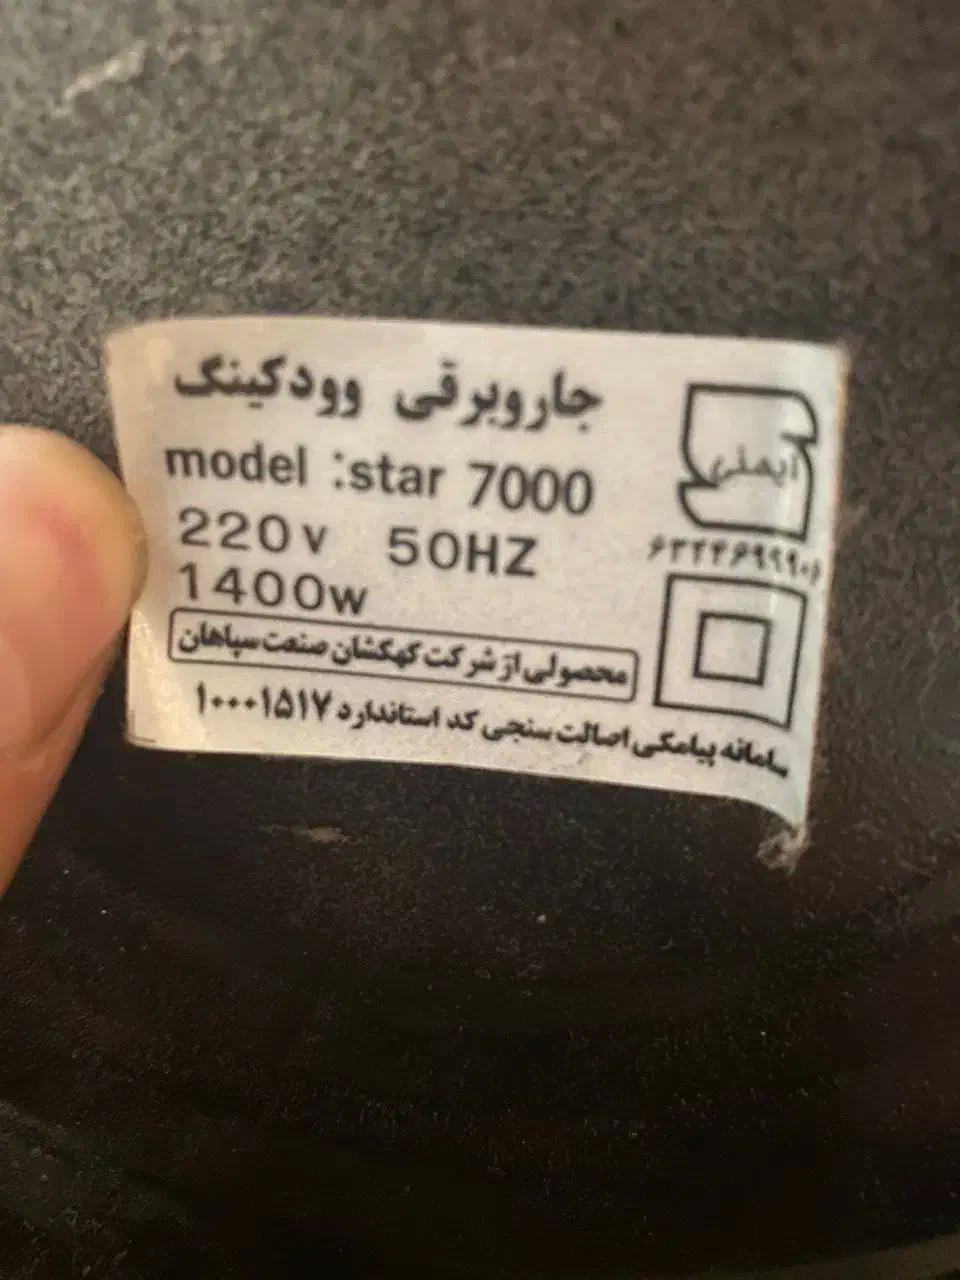 جاروبرقی وودکینگ
model :star 7000
220v 50HZ
1400w
محصولی از شرکت کهکشان صنعت سپاهان
سامانه پیامکی اصالت سنجی کد استاندارد ۱۰۰۰۱۵۱۷
ایمنی